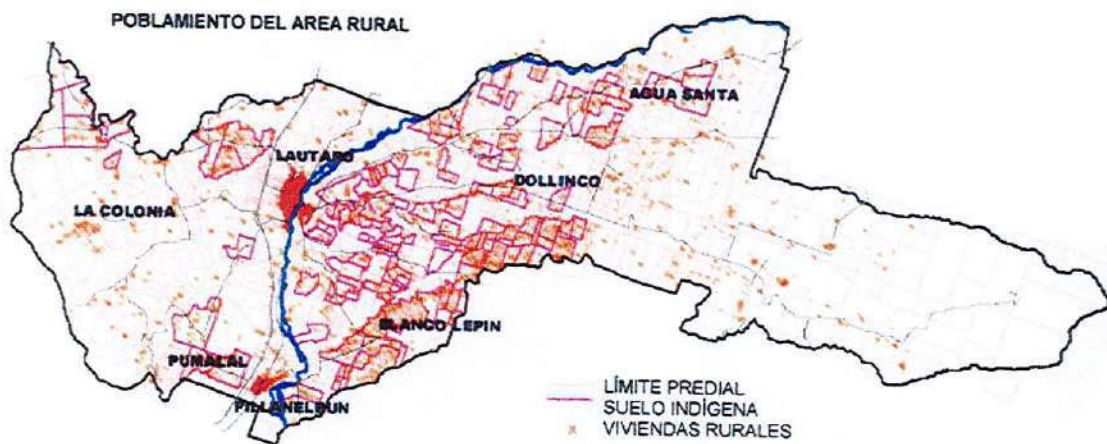 POBLAMIENTO DEL AREA RURAL
AGUA SANTA
LAUTARO
DOLLINCO
LA COLONIA
BLANCO LEPIN
PUMALAL
PILLANELBUN
LÍMITE PREDIAL
SUELO INDÍGENA
VIVIENDAS RURALES